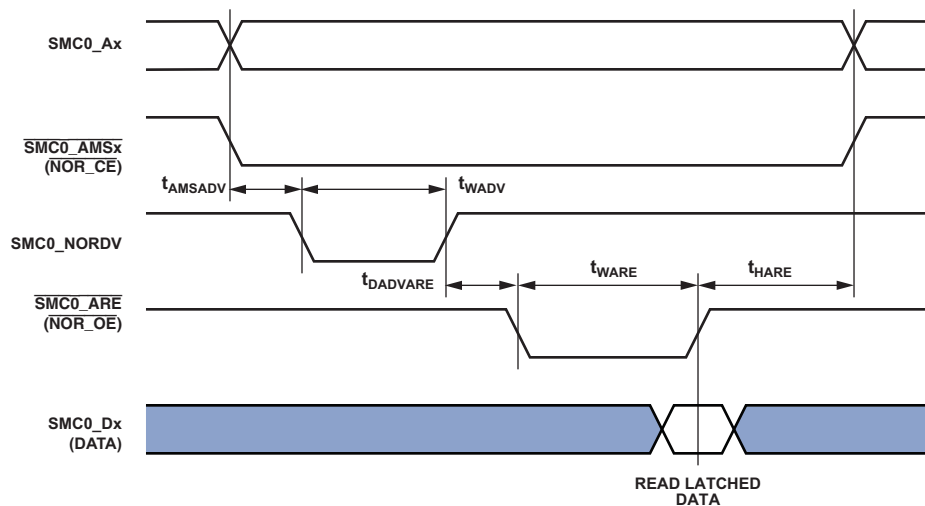 SMC0_Ax
SMC0_AMSx
(NOR_CE)
tAMSADV
tWADV
SMC0_NORDV
tDADVARE
tWARE
tHARE
SMC0_ARE
(NOR_OE)
SMC0_Dx
(DATA)
READ LATCHED
DATA